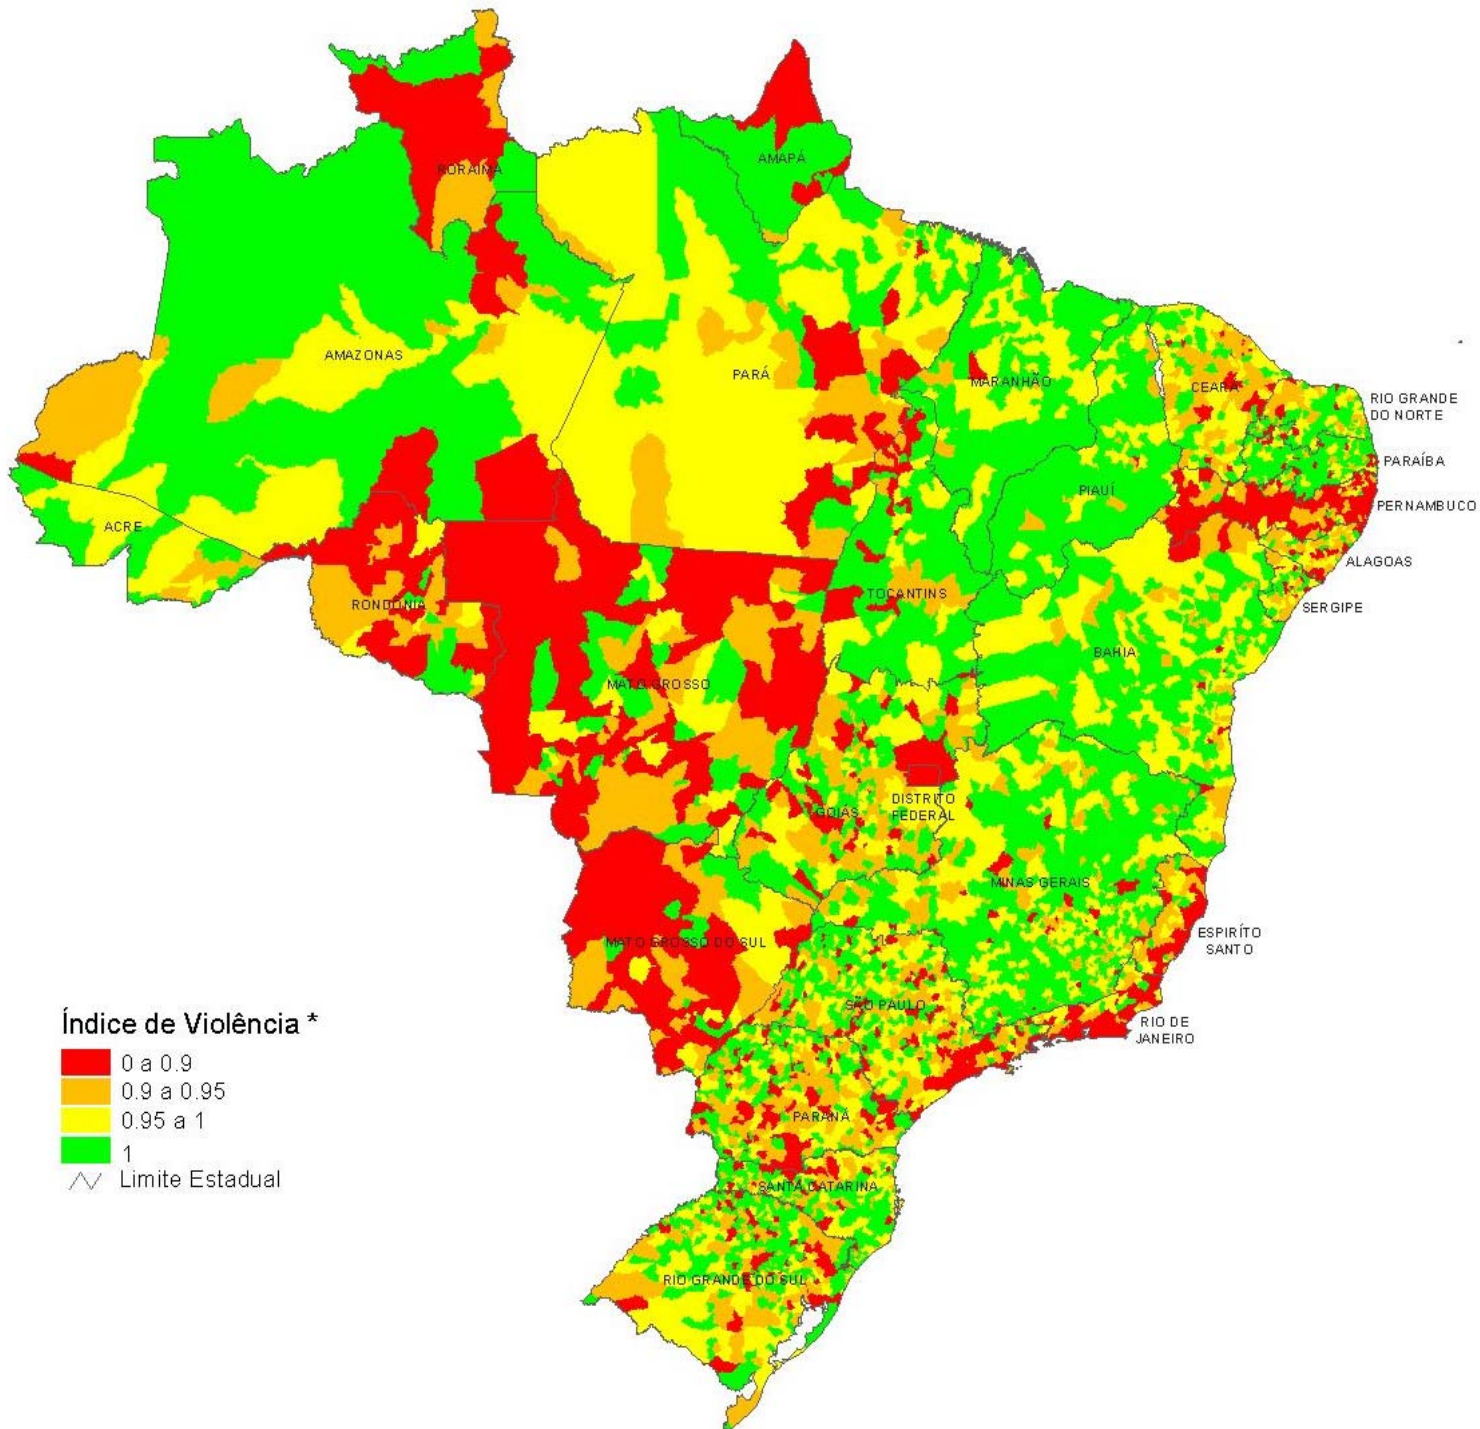 RORAIMA
AMAPÁ
AMAZONAS
PARÁ
MARANHÃO
CEARÁ
RIO GRANDE
DO NORTE
PARAÍBA
PIAUÍ
PERNAMBUCO
ACRE
ALAGOAS
RONDÔNIA
TOCANTINS
SERGIPE
BAHIA
MATO GROSSO
DISTRITO
FEDERAL
GOIÁS
MINAS GERAIS
ESPIRÍTO
SANTO
MATO GROSSO DO SUL
SÃO PAULO
RIO DE
JANEIRO
PARANÁ
SANTA CATARINA
RIO GRANDE DO SUL
Índice de Violência *
0 a 0.9
0.9 a 0.95
0.95 a 1
1
Limite Estadual